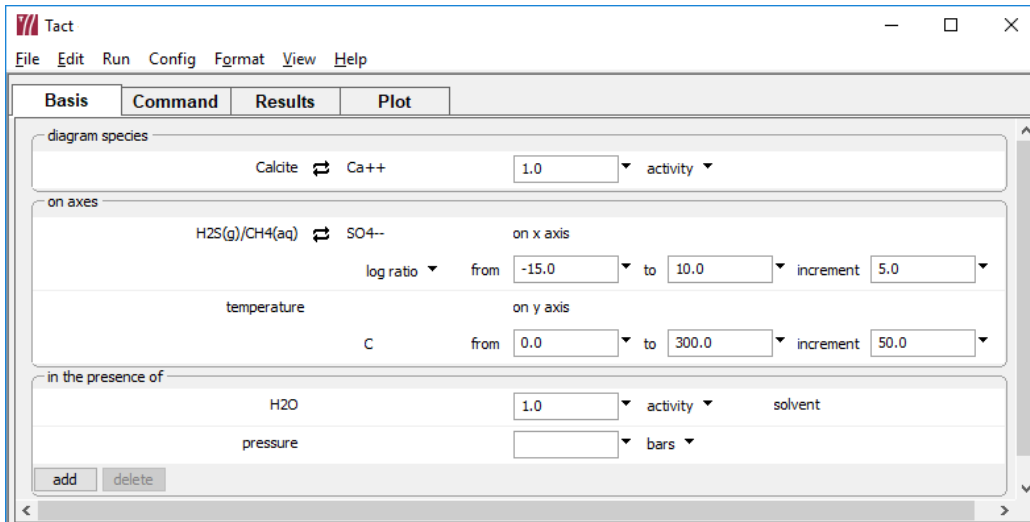 Tact
File Edit Run Config Format View Help
Basis Command Results Plot
diagram species
Calcite Ca++ 1.0 activity
on axes
H2S(g)/CH4(aq) SO4-- on x axis
log ratio from -15.0 to 10.0 increment 5.0
temperature on y axis
C from 0.0 to 300.0 increment 50.0
in the presence of
H2O 1.0 activity solvent
pressure bars
add delete